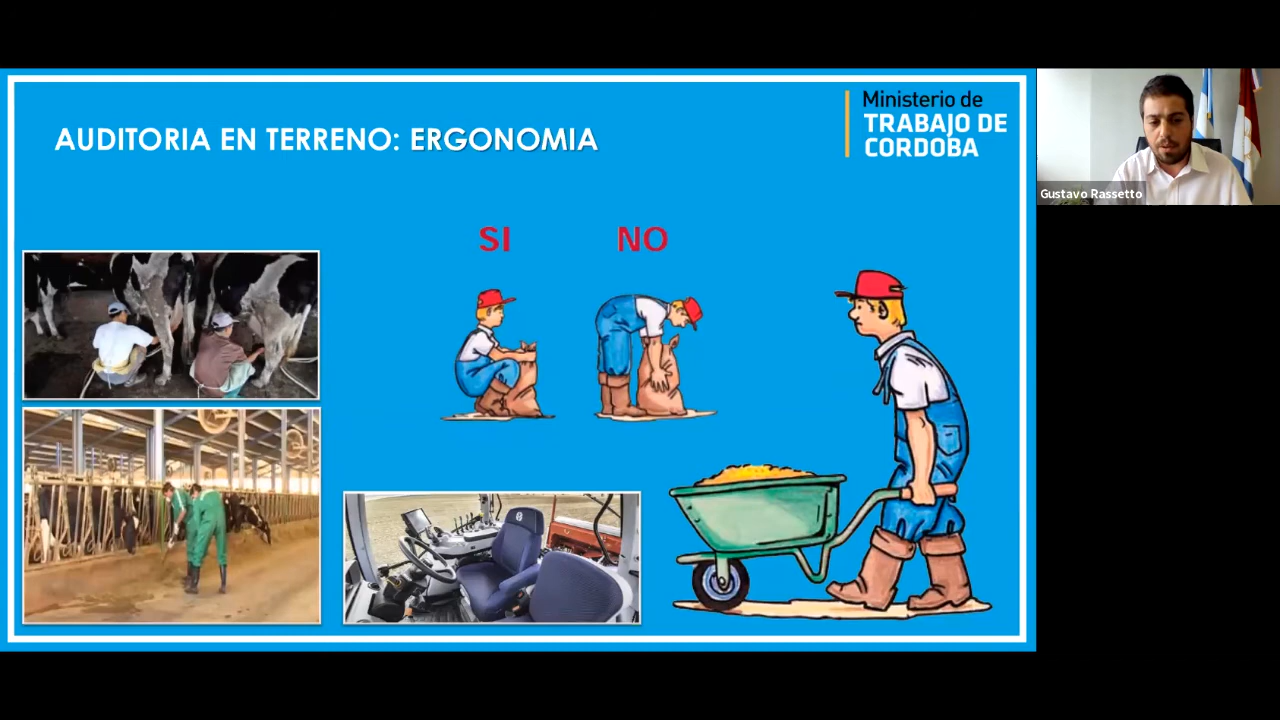 AUDITORIA EN TERRENO: ERGONOMIA
Ministerio de
TRABAJO DE
CORDOBA
SI
NO
Gustavo Rassetto